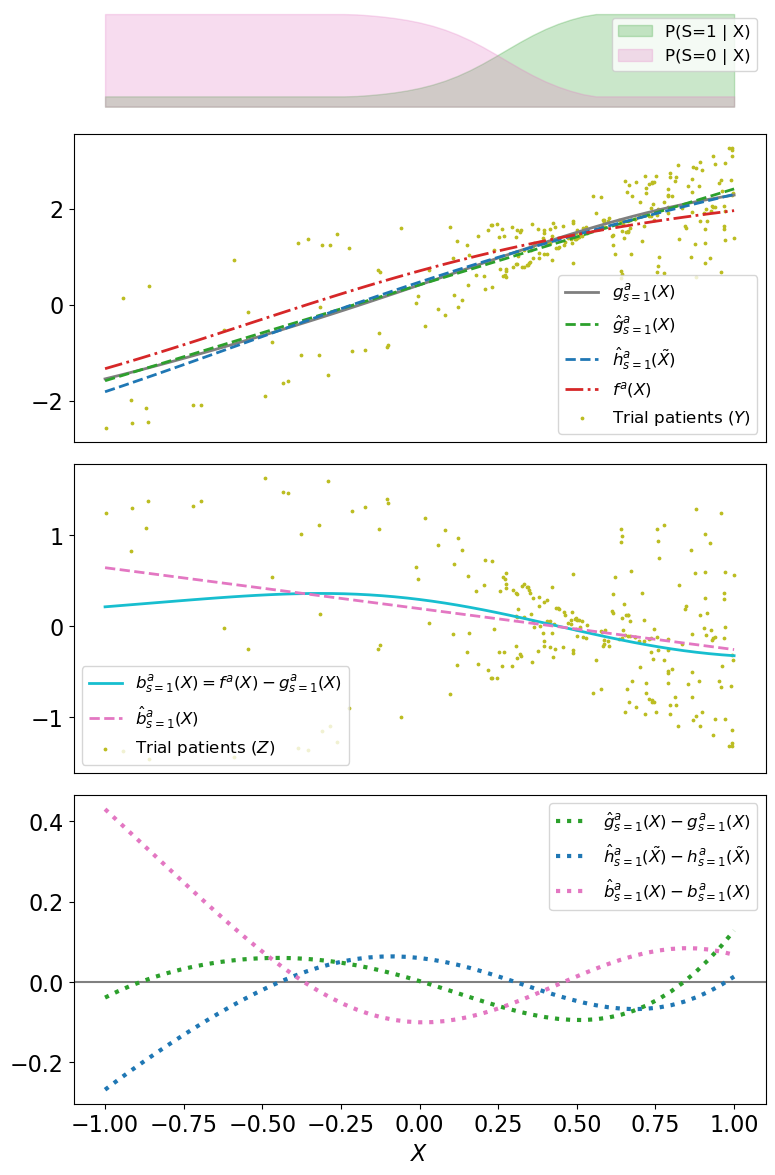 P(S=1 | X)
P(S=0 | X)
2
0
−2
g^a_{s=1}(X)
ĝ^a_{s=1}(X)
ĥ^a_{s=1}(X̃)
f^a(X)
Trial patients (Y)
1
0
−1
b^a_{s=1}(X) = f^a(X) − g^a_{s=1}(X)
b̂^a_{s=1}(X)
Trial patients (Z)
0.4
0.2
0.0
−0.2
ĝ^a_{s=1}(X) − g^a_{s=1}(X)
ĥ^a_{s=1}(X̃) − h^a_{s=1}(X̃)
b̂^a_{s=1}(X) − b^a_{s=1}(X)
−1.00 −0.75 −0.50 −0.25 0.00 0.25 0.50 0.75 1.00
X